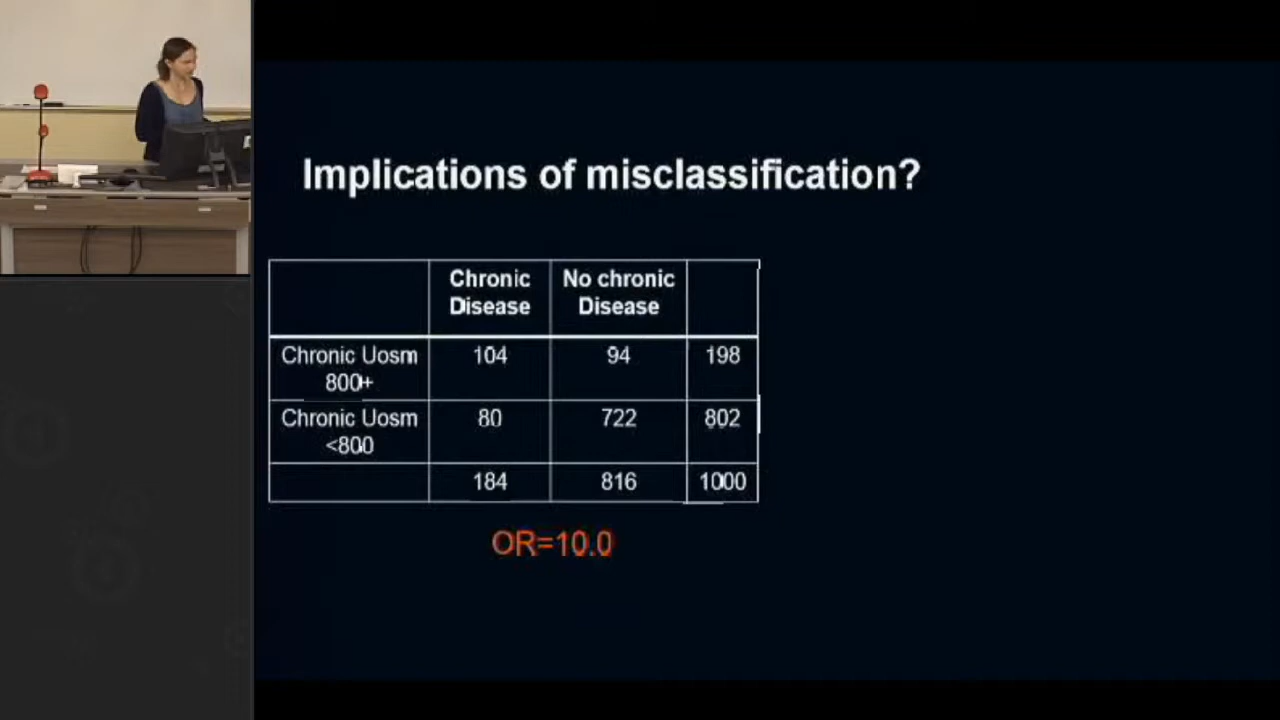 Implications of misclassification?
Chronic
Disease
No chronic
Disease
Chronic Uosm
800+
104
94
198
Chronic Uosm
<800
80
722
802
184
816
1000
OR=10.0